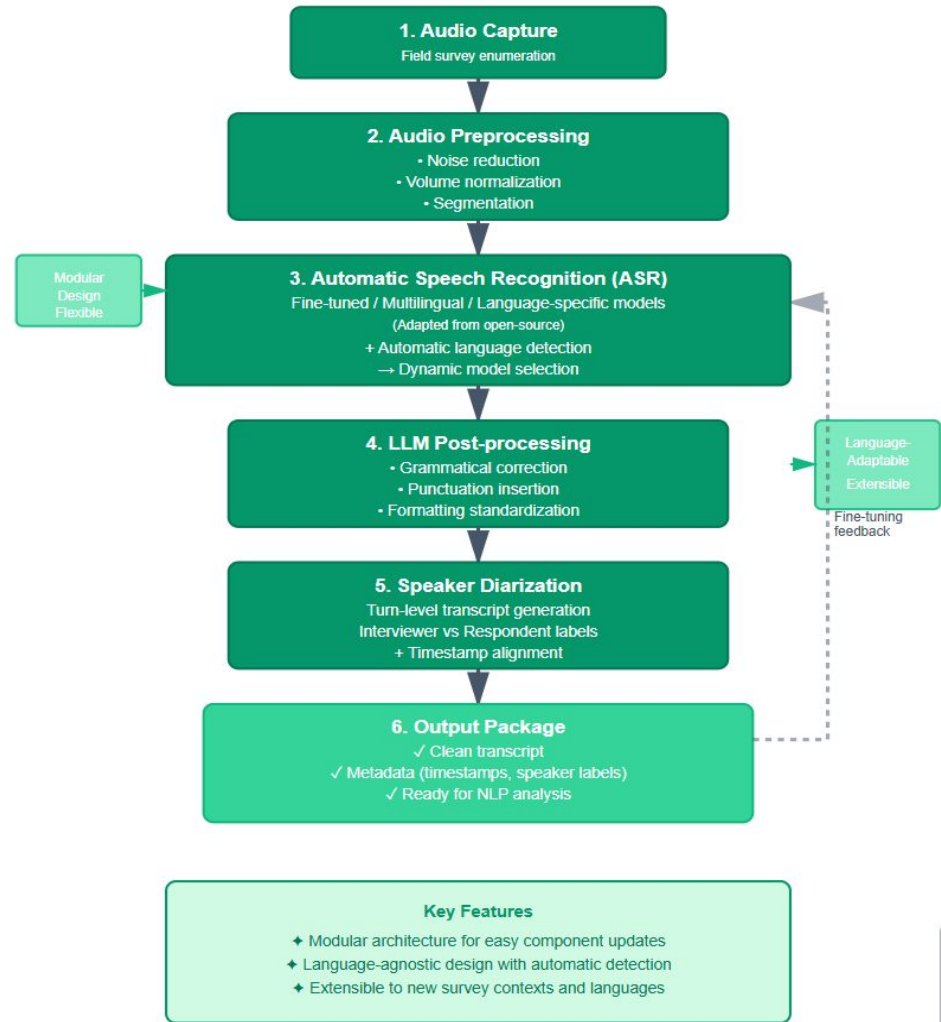 1. Audio Capture
Field survey enumeration
2. Audio Preprocessing
• Noise reduction
• Volume normalization
• Segmentation
Modular
Design
Flexible
3. Automatic Speech Recognition (ASR)
Fine-tuned / Multilingual / Language-specific models
(Adapted from open-source)
+ Automatic language detection
→ Dynamic model selection
4. LLM Post-processing
• Grammatical correction
• Punctuation insertion
• Formatting standardization
Language-
Adaptable
Extensible
Fine-tuning
feedback
5. Speaker Diarization
Turn-level transcript generation
Interviewer vs Respondent labels
+ Timestamp alignment
6. Output Package
✓ Clean transcript
✓ Metadata (timestamps, speaker labels)
✓ Ready for NLP analysis
Key Features
✦ Modular architecture for easy component updates
✦ Language-agnostic design with automatic detection
✦ Extensible to new survey contexts and languages